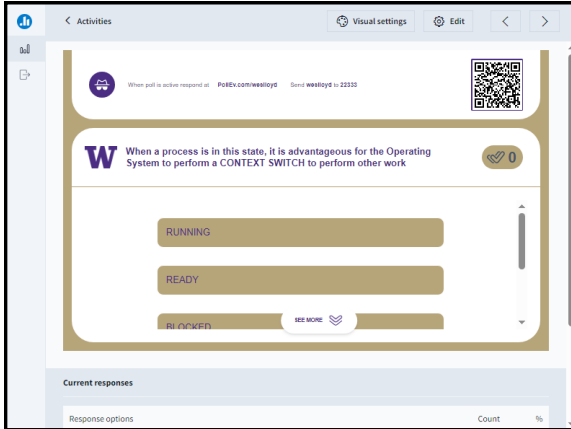 Activities
Visual settings
Edit
When poll is active respond at PollEv.com/weslloyd Send weslloyd to 22333
W
When a process is in this state, it is advantageous for the Operating
System to perform a CONTEXT SWITCH to perform other work
0
RUNNING
READY
BLOCKED
SEE MORE
Current responses
Response options Count %